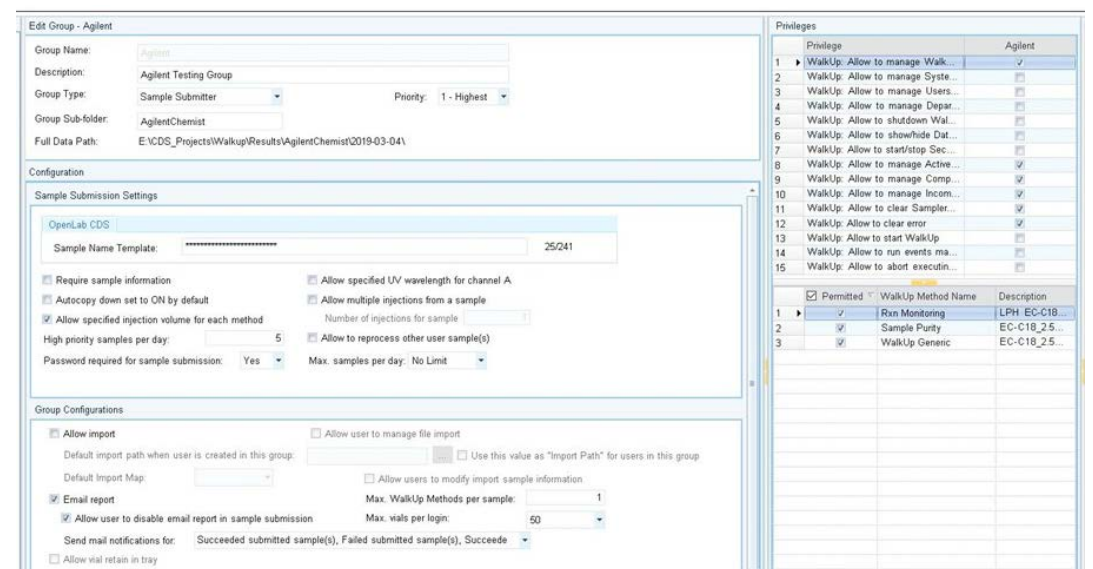 Edit Group - Agilent
Group Name: Agilent
Description: Agilent Testing Group
Group Type: Sample Submitter Priority: 1 - Highest
Group Sub-folder: AgilentChemist
Full Data Path: E:\CDS_Projects\Walkup\Results\AgilentChemist\2019-03-04\
Configuration
Sample Submission Settings
OpenLab CDS
Sample Name Template: ************************* 25/241
Require sample information Allow specified UV wavelength for channel A
Autocopy down set to ON by default Allow multiple injections from a sample
Allow specified injection volume for each method Number of injections for sample
High priority samples per day: 5 Allow to reprocess other user sample(s)
Password required for sample submission: Yes Max. samples per day: No Limit
Group Configurations
Allow import Allow user to manage file import
Default import path when user is created in this group: ... Use this value as "Import Path" for users in this group
Default Import Map: Allow users to modify import sample information
Email report Max. WalkUp Methods per sample: 1
Allow user to disable email report in sample submission Max. vials per login: 50
Send mail notifications for: Succeeded submitted sample(s), Failed submitted sample(s), Succeede
Allow vial retain in tray
Privileges
Privilege Agilent
1 WalkUp: Allow to manage Walk...
2 WalkUp: Allow to manage Syste...
3 WalkUp: Allow to manage Users...
4 WalkUp: Allow to manage Depar...
5 WalkUp: Allow to shutdown Wal...
6 WalkUp: Allow to show/hide Dat...
7 WalkUp: Allow to start/stop Sec...
8 WalkUp: Allow to manage Active...
9 WalkUp: Allow to manage Comp...
10 WalkUp: Allow to manage Incom...
11 WalkUp: Allow to clear Sampler...
12 WalkUp: Allow to clear error
13 WalkUp: Allow to start WalkUp
14 WalkUp: Allow to run events ma...
15 WalkUp: Allow to abort executin...
Permitted WalkUp Method Name Description
1 Rxn Monitoring LPH EC-C18...
2 Sample Purity EC-C18_2.5...
3 WalkUp Generic EC-C18_2.5...